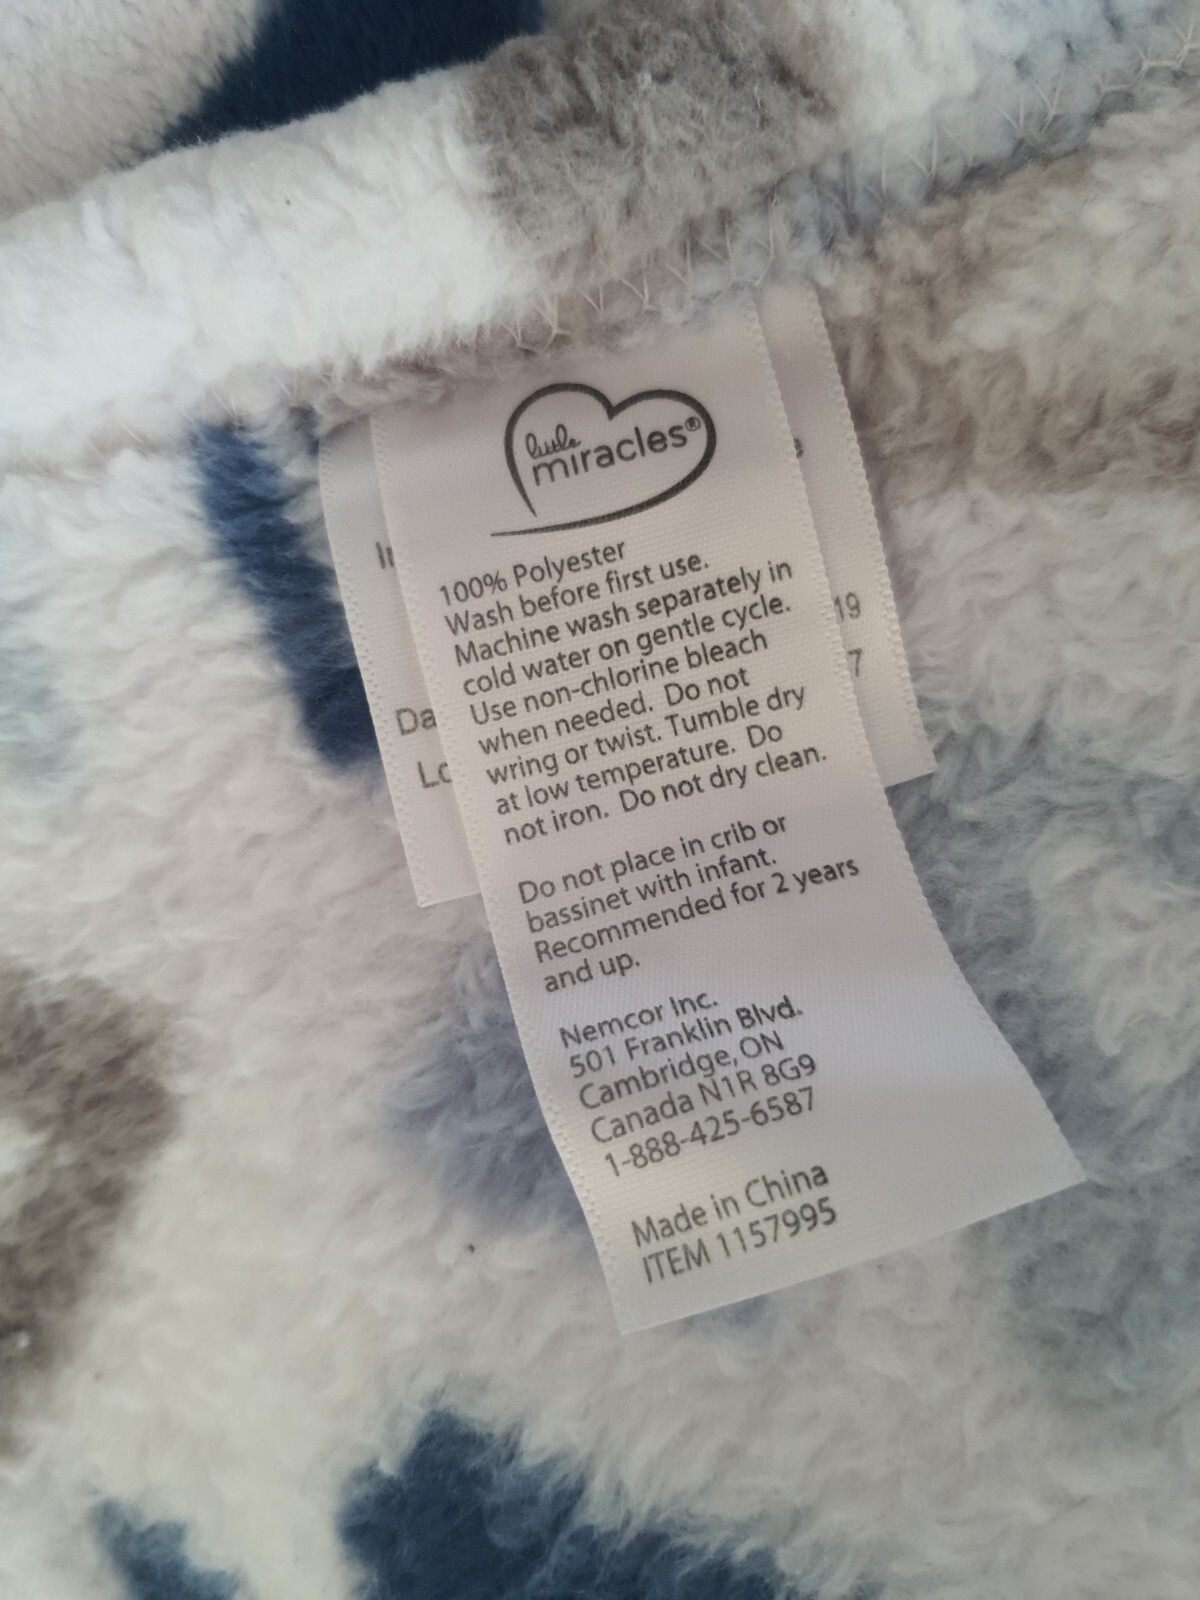 little
miracles®
100% Polyester
Wash before first use.
Machine wash separately in
cold water on gentle cycle.
Use non-chlorine bleach
when needed. Do not
wring or twist. Tumble dry
at low temperature. Do
not iron. Do not dry clean.
Do not place in crib or
bassinet with infant.
Recommended for 2 years
and up.
Nemcor Inc.
501 Franklin Blvd.
Cambridge, ON
Canada N1R 8G9
1-888-425-6587
Made in China
ITEM 1157995
19
7